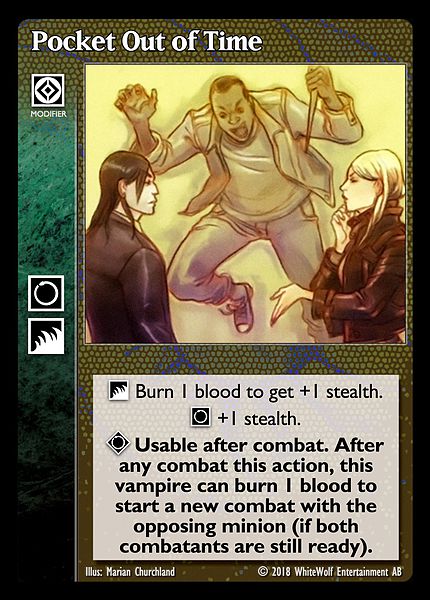 Pocket Out of Time
MODIFIER
Burn 1 blood to get +1 stealth.
+1 stealth.
Usable after combat. After
any combat this action, this
vampire can burn 1 blood to
start a new combat with the
opposing minion (if both
combatants are still ready).
Illus: Marian Churchland © 2018 WhiteWolf Entertainment AB